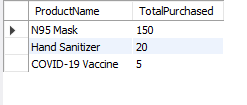 ProductName TotalPurchased
N95 Mask 150
Hand Sanitizer 20
COVID-19 Vaccine 5